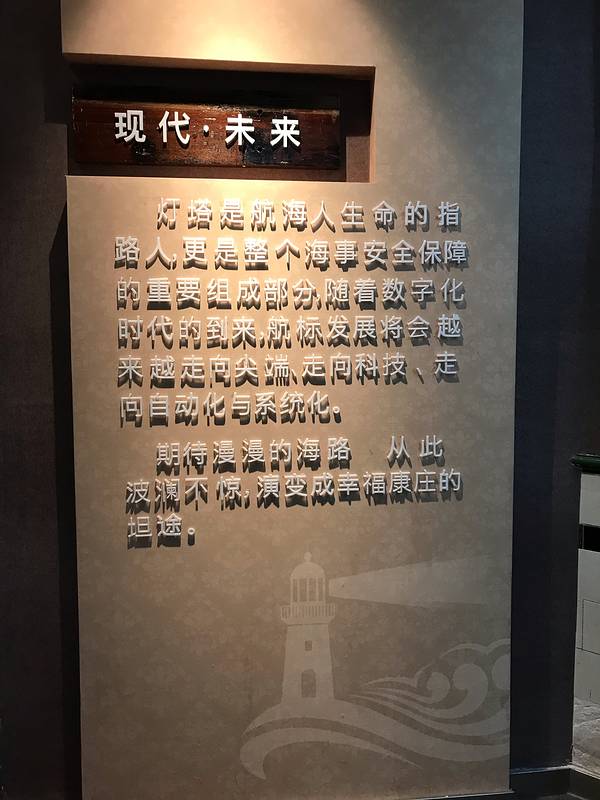 现代·未来
灯塔是航海人生命的指
路人,更是整个海事安全保障
的重要组成部分,随着数字化
时代的到来,航标发展将会越
来越走向尖端、走向科技、走
向自动化与系统化。
期待漫漫的海路 从此
波澜不惊,演变成幸福康庄的
坦途。